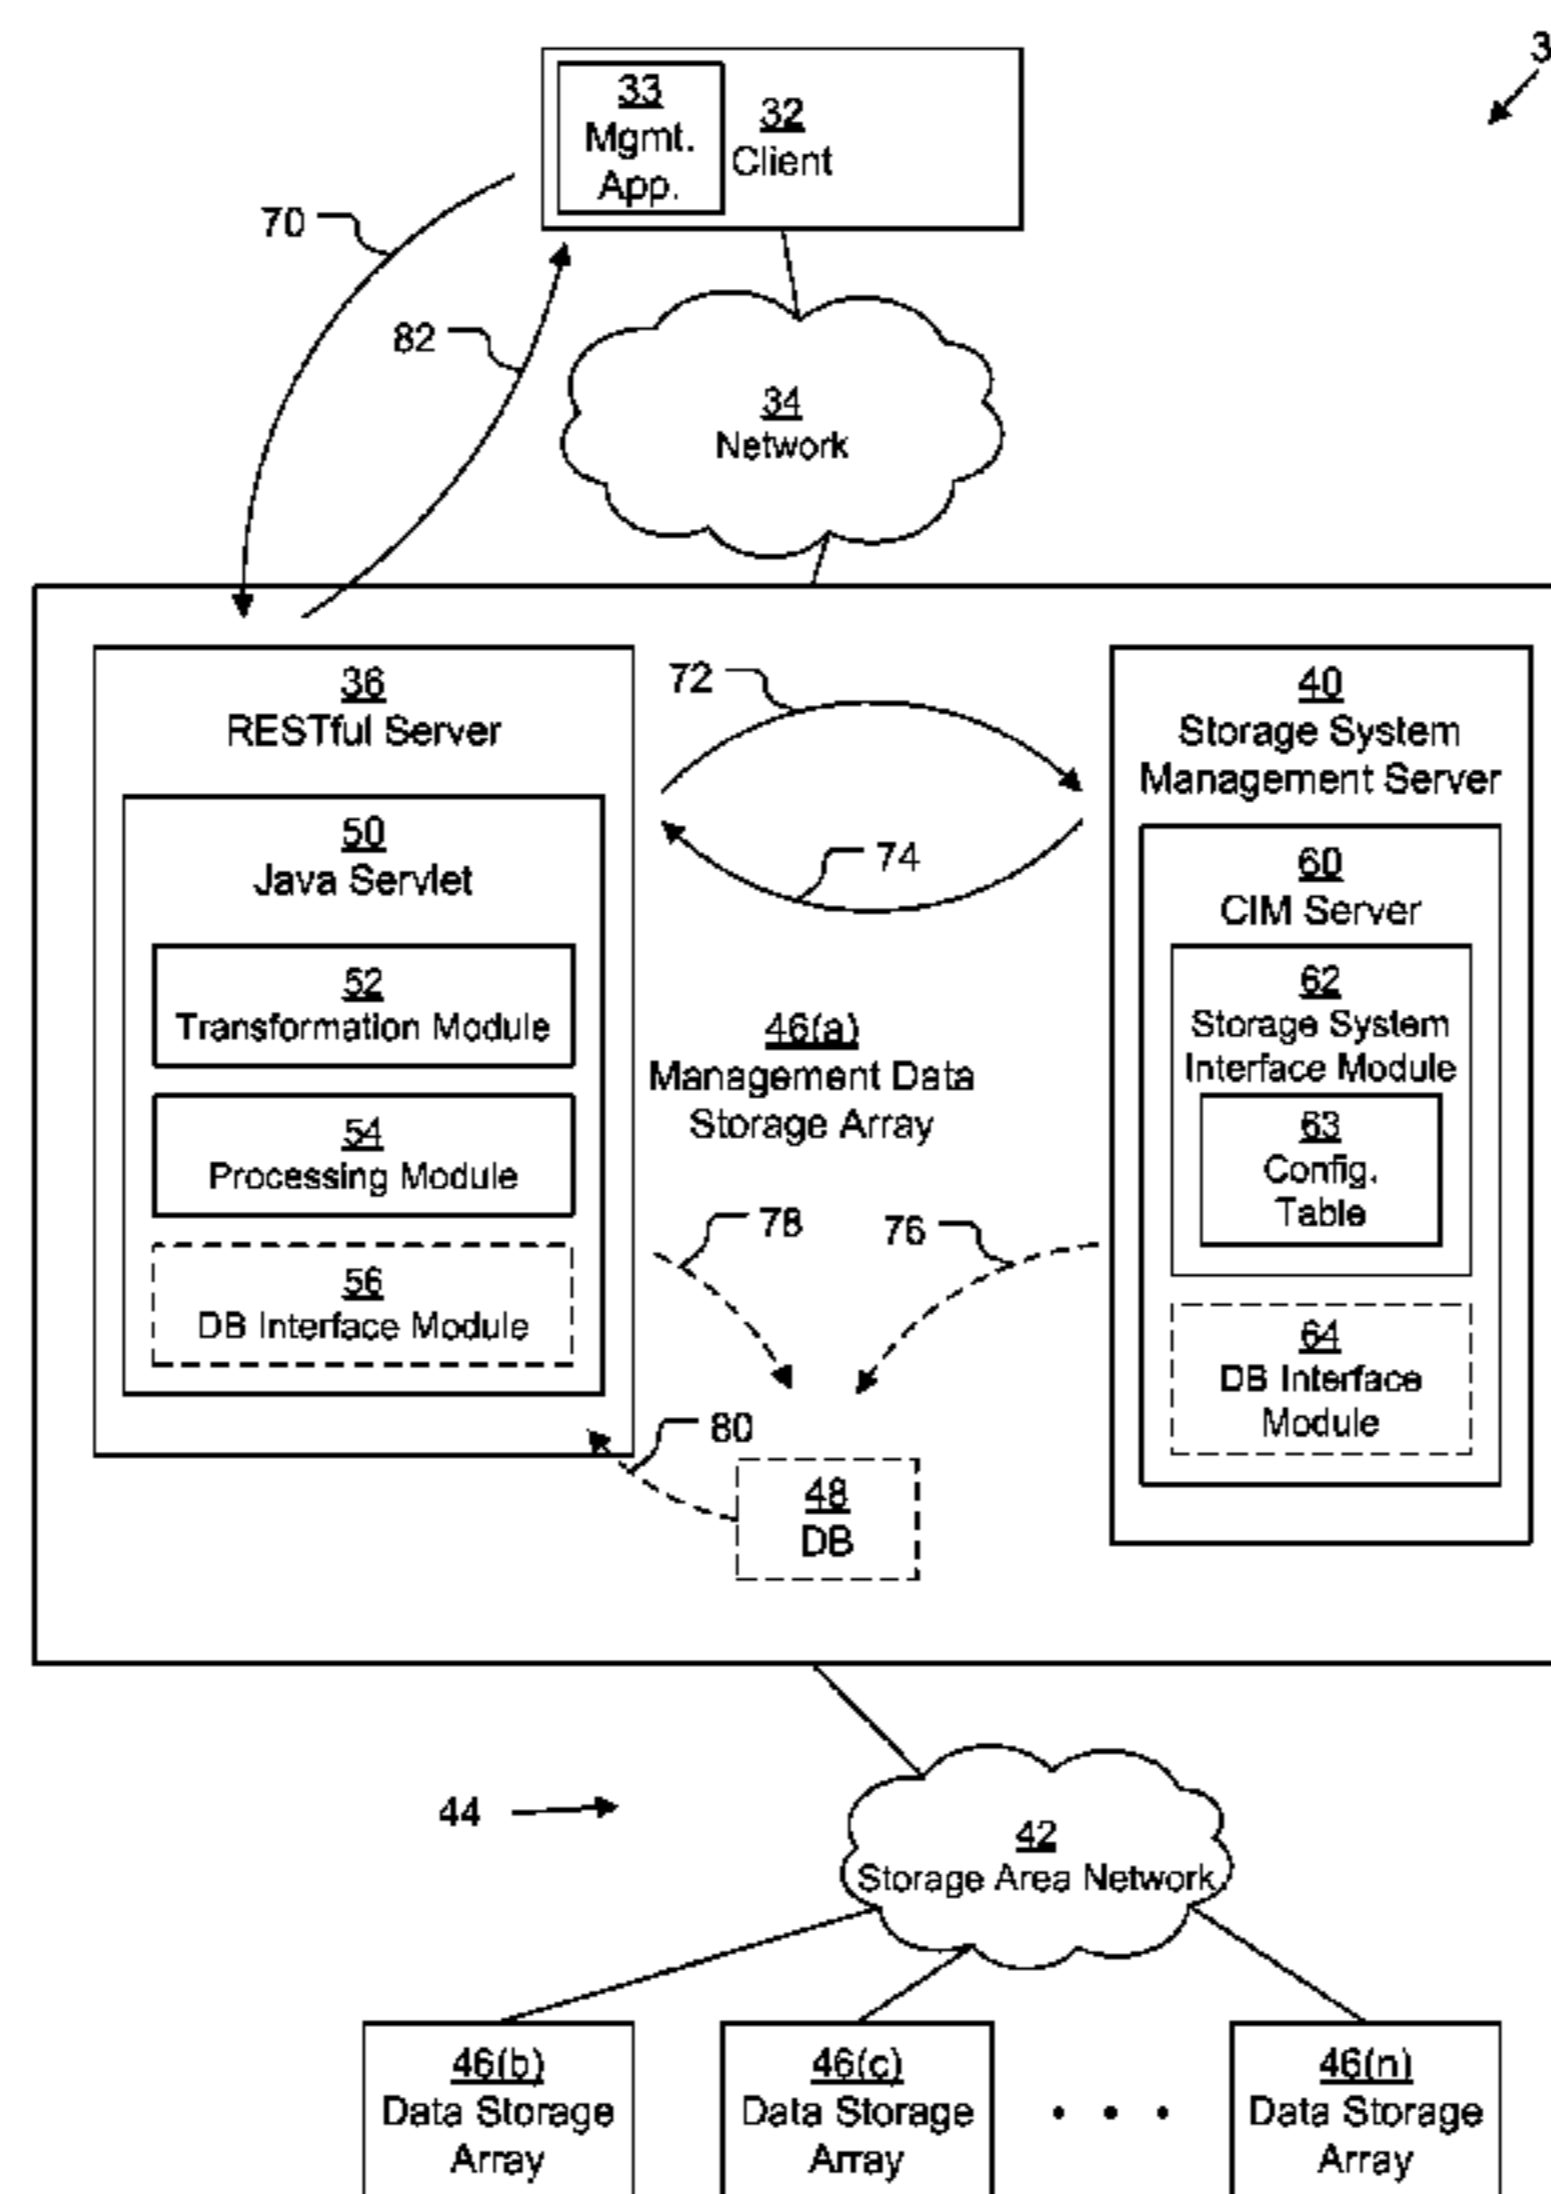 3
33
Mgmt.
App.
32
Client
70
82
34
Network
36
RESTful Server
50
Java Servlet
52
Transformation Module
54
Processing Module
56
DB Interface Module
72
74
46(a)
Management Data
Storage Array
78
76
80
48
DB
40
Storage System
Management Server
60
CIM Server
62
Storage System
Interface Module
63
Config.
Table
64
DB Interface
Module
44
42
Storage Area Network
46(b)
Data Storage
Array
46(c)
Data Storage
Array
• • •
46(n)
Data Storage
Array